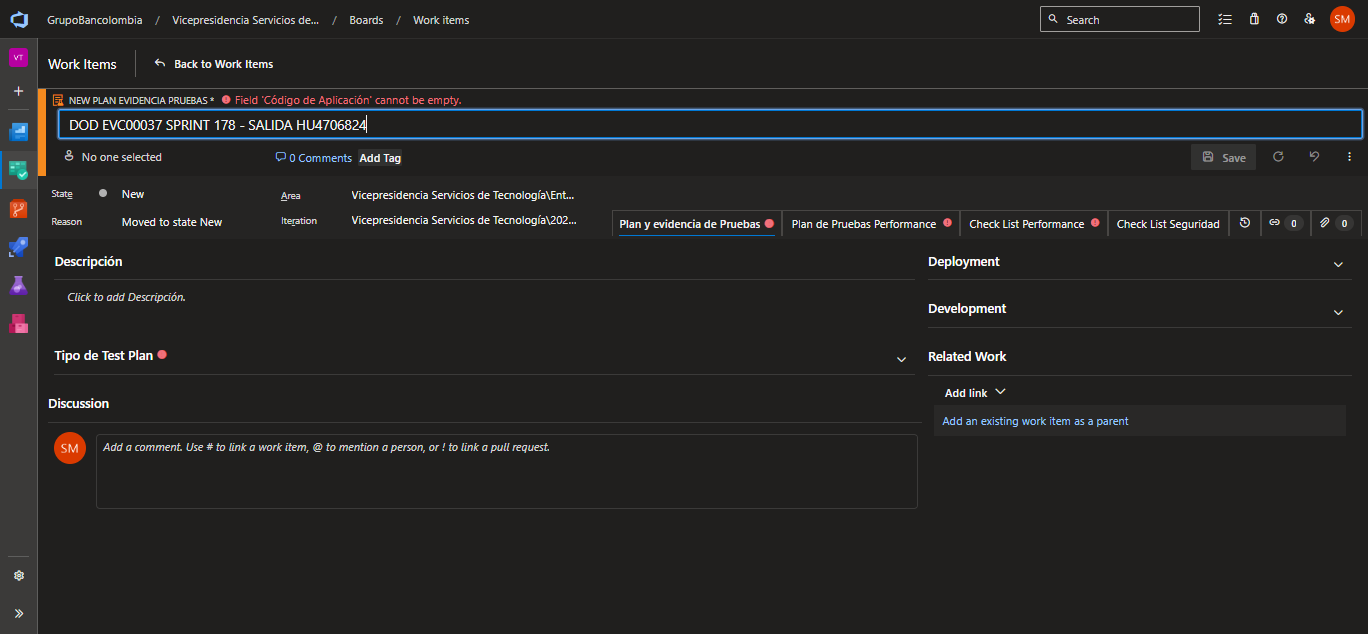 GrupoBancolombia / Vicepresidencia Servicios de... / Boards / Work items
Search
SM
VT
Work Items
Back to Work Items
NEW PLAN EVIDENCIA PRUEBAS * Field 'Código de Aplicación' cannot be empty.
DOD EVC00037 SPRINT 178 - SALIDA HU4706824
No one selected
0 Comments
Add Tag
Save
State
New
Area
Vicepresidencia Servicios de Tecnología\Ent...
Reason
Moved to state New
Iteration
Vicepresidencia Servicios de Tecnología\202...
Plan y evidencia de Pruebas
Plan de Pruebas Performance
Check List Performance
Check List Seguridad
0
0
Descripción
Click to add Descripción.
Tipo de Test Plan
Discussion
SM
Add a comment. Use # to link a work item, @ to mention a person, or ! to link a pull request.
Deployment
Development
Related Work
Add link
Add an existing work item as a parent